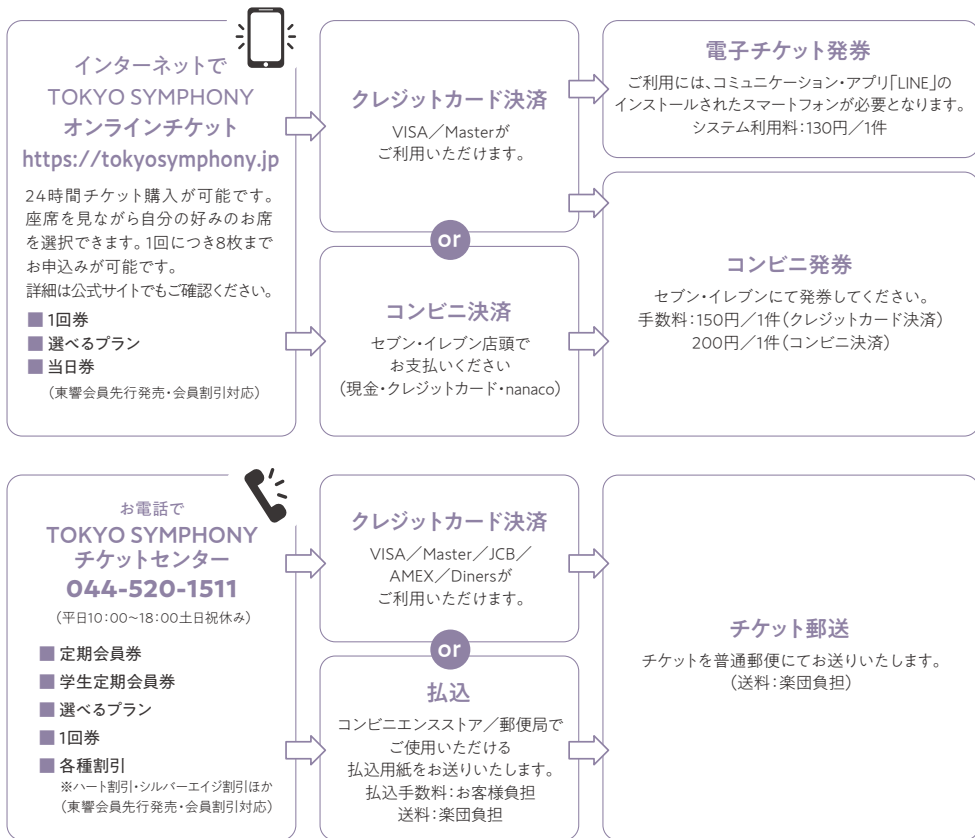 インターネットで
TOKYO SYMPHONY
オンラインチケット
https://tokyosymphony.jp
24時間チケット購入が可能です。
座席を見ながら自分の好みのお席
を選択できます。1回につき8枚まで
お申込みが可能です。
詳細は公式サイトでもご確認ください。
■ 1回券
■ 選べるプラン
■ 当日券
（東響会員先行発売・会員割引対応）
クレジットカード決済
VISA／Masterが
ご利用いただけます。
or
コンビニ決済
セブン・イレブン店頭で
お支払いください
（現金・クレジットカード・nanaco）
電子チケット発券
ご利用には、コミュニケーション・アプリ「LINE」の
インストールされたスマートフォンが必要となります。
システム利用料：130円／1件
コンビニ発券
セブン・イレブンにて発券してください。
手数料：150円／1件（クレジットカード決済）
200円／1件（コンビニ決済）
お電話で
TOKYO SYMPHONY
チケットセンター
044-520-1511
（平日10：00~18：00土日祝休み）
■ 定期会員券
■ 学生定期会員券
■ 選べるプラン
■ 1回券
■ 各種割引
※ハート割引・シルバーエイジ割引ほか
（東響会員先行発売・会員割引対応）
クレジットカード決済
VISA／Master／JCB／
AMEX／Dinersが
ご利用いただけます。
or
払込
コンビニエンスストア／郵便局で
ご使用いただける
払込用紙をお送りいたします。
払込手数料：お客様負担
送料：楽団負担
チケット郵送
チケットを普通郵便にてお送りいたします。
（送料：楽団負担）